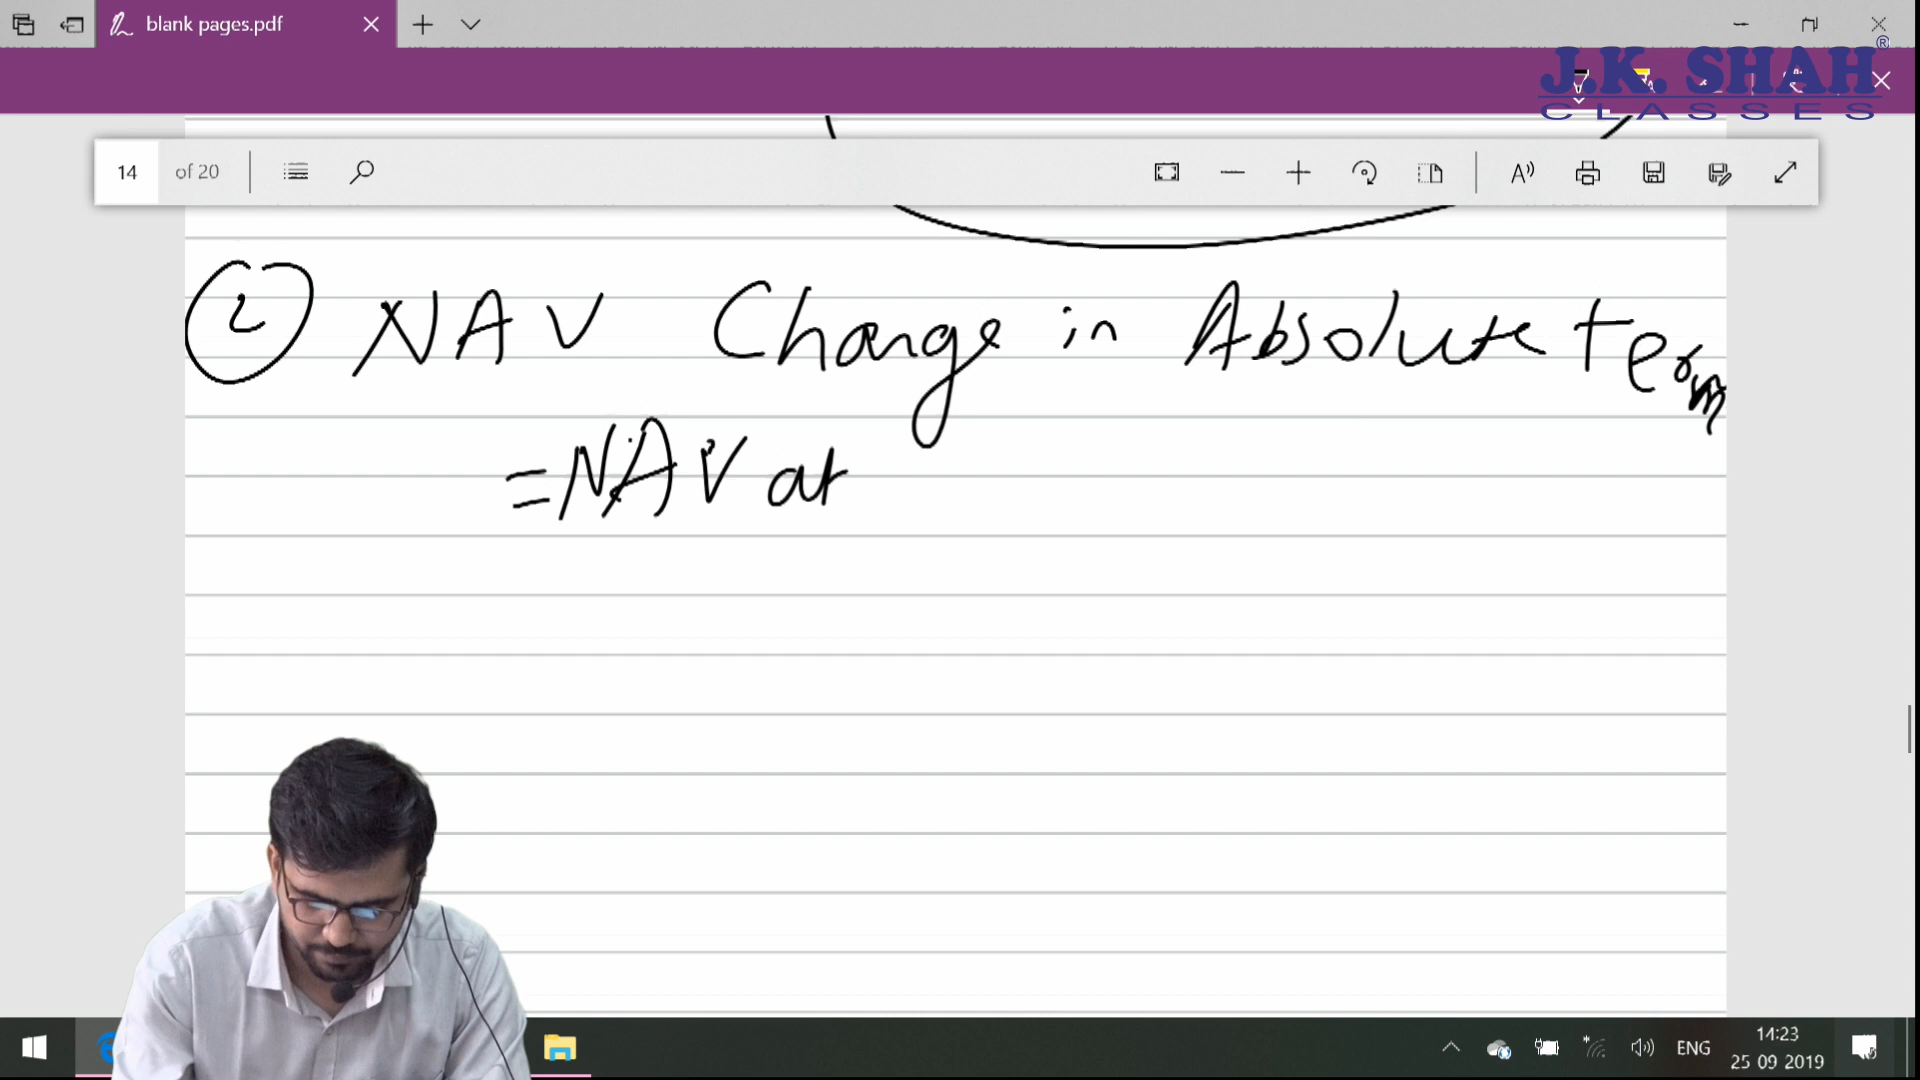 blank pages.pdf
J.K. SHAH®
CLASSES
14 of 20
2 NAV Change in Absolute term
= NAV at
ENG
14:23
25 09 2019